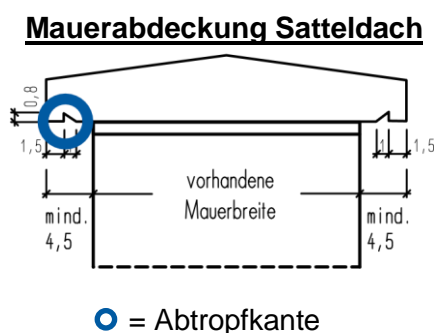 Mauerabdeckung Satteldach
0,8
1,5 1 1 1,5
vorhandene
Mauerbreite
mind. mind.
4,5 4,5
= Abtropfkante